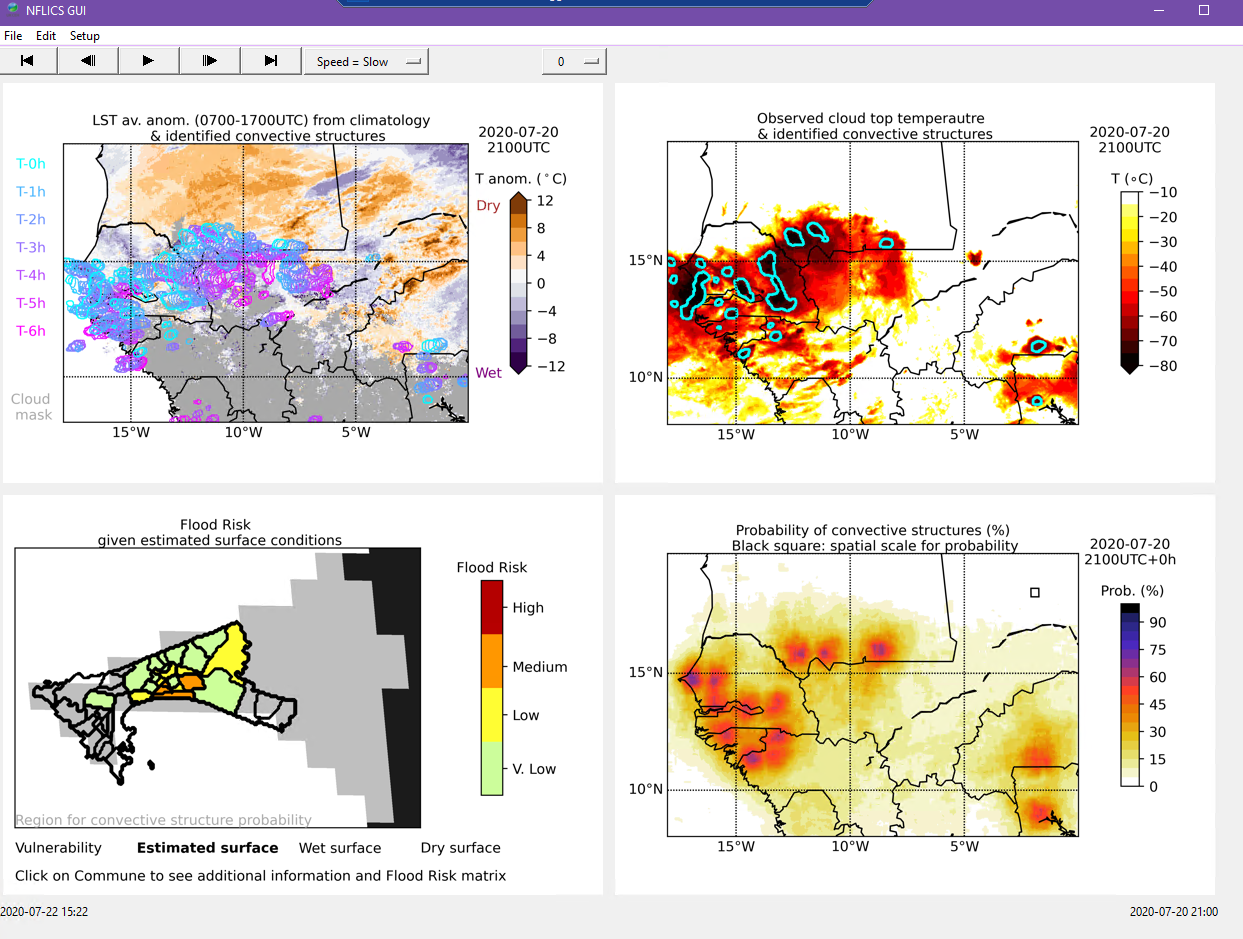 NFLICS GUI
File Edit Setup
Speed = Slow
0
LST av. anom. (0700-1700UTC) from climatology
& identified convective structures
2020-07-20
2100UTC
T-0h
T-1h
T-2h
T-3h
T-4h
T-5h
T-6h
Cloud
mask
T anom. (°C)
Dry
Wet
12
8
4
0
−4
−8
−12
15°W 10°W 5°W
Observed cloud top temperautre
& identified convective structures
2020-07-20
2100UTC
T (∘C)
−10
−20
−30
−40
−50
−60
−70
−80
15°N
10°N
15°W 10°W 5°W
Flood Risk
given estimated surface conditions
Flood Risk
High
Medium
Low
V. Low
Region for convective structure probability
Vulnerability Estimated surface Wet surface Dry surface
Click on Commune to see additional information and Flood Risk matrix
Probability of convective structures (%)
Black square: spatial scale for probability
2020-07-20
2100UTC+0h
Prob. (%)
90
75
60
45
30
15
0
15°N
10°N
15°W 10°W 5°W
2020-07-22 15:22
2020-07-20 21:00